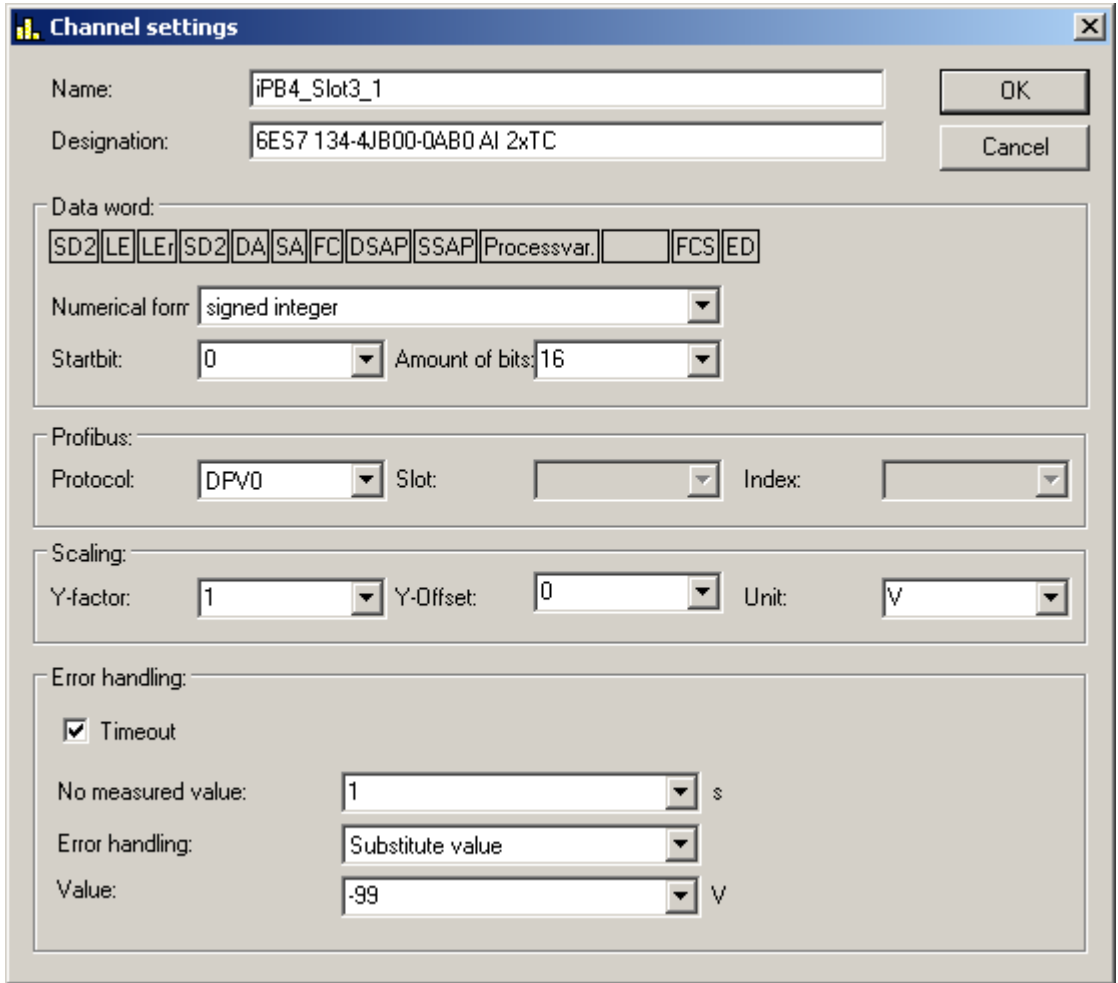 Channel settings
Name: iPB4_Slot3_1 OK
Designation: 6ES7 134-4JB00-0AB0 AI 2xTC Cancel
Data word:
SD2 LE LEr SD2 DA SA FC DSAP SSAP Processvar. FCS ED
Numerical form signed integer
Startbit: 0 Amount of bits: 16
Profibus:
Protocol: DPV0 Slot: Index:
Scaling:
Y-factor: 1 Y-Offset: 0 Unit: V
Error handling:
Timeout
No measured value: 1 s
Error handling: Substitute value
Value: -99 V